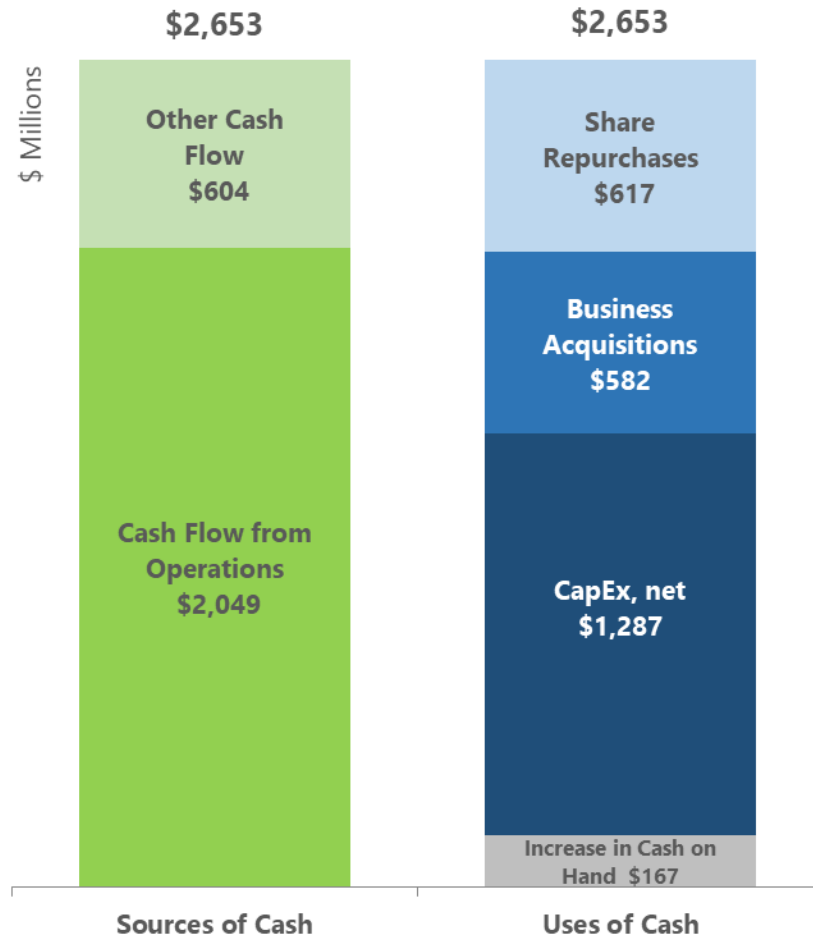 $2,653
$2,653
$ Millions
Other Cash
Flow
$604
Cash Flow from
Operations
$2,049
Share
Repurchases
$617
Business
Acquisitions
$582
CapEx, net
$1,287
Increase in Cash on
Hand $167
Sources of Cash
Uses of Cash